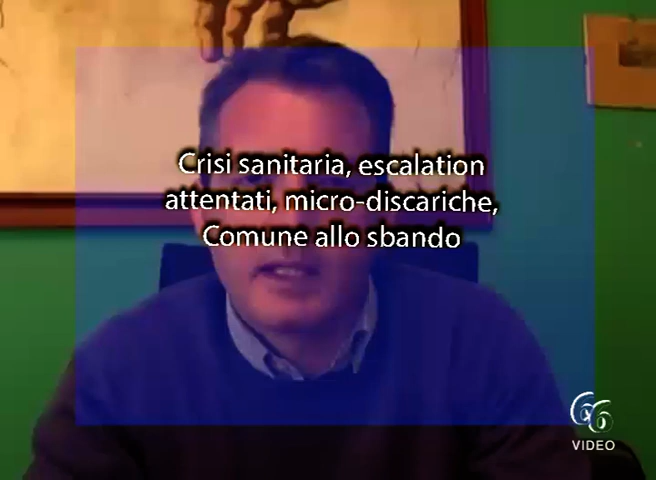 Crisi sanitaria, escalation
attentati, micro-discariche,
Comune allo sbando
VIDEO